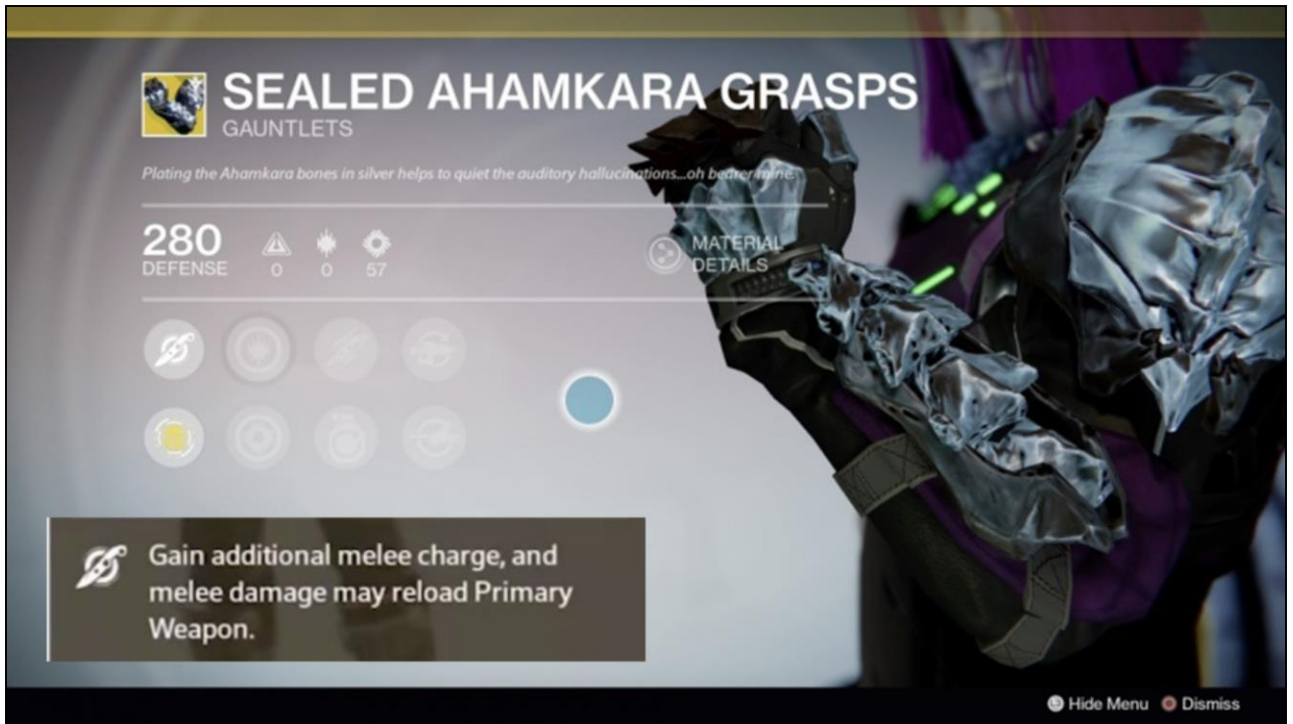 SEALED AHAMKARA GRASPS
GAUNTLETS
Plating the Ahamkara bones in silver helps to quiet the auditory hallucinations...oh bearer mine.
280
DEFENSE
0
0
57
MATERIAL
DETAILS
Gain additional melee charge, and
melee damage may reload Primary
Weapon.
Hide Menu
Dismiss